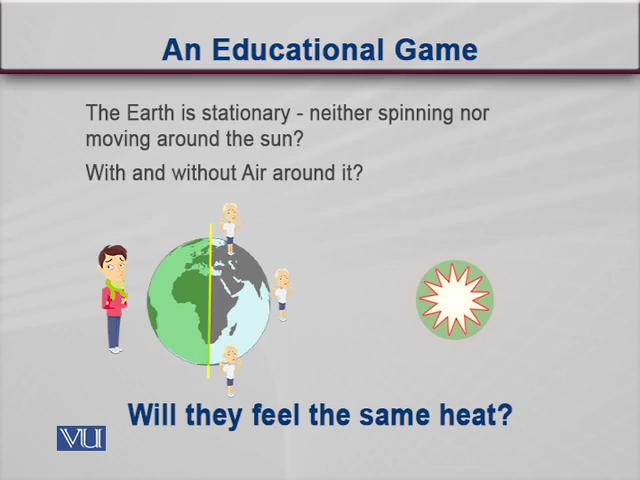 An Educational Game
The Earth is stationary - neither spinning nor
moving around the sun?
With and without Air around it?
Will they feel the same heat?
VU